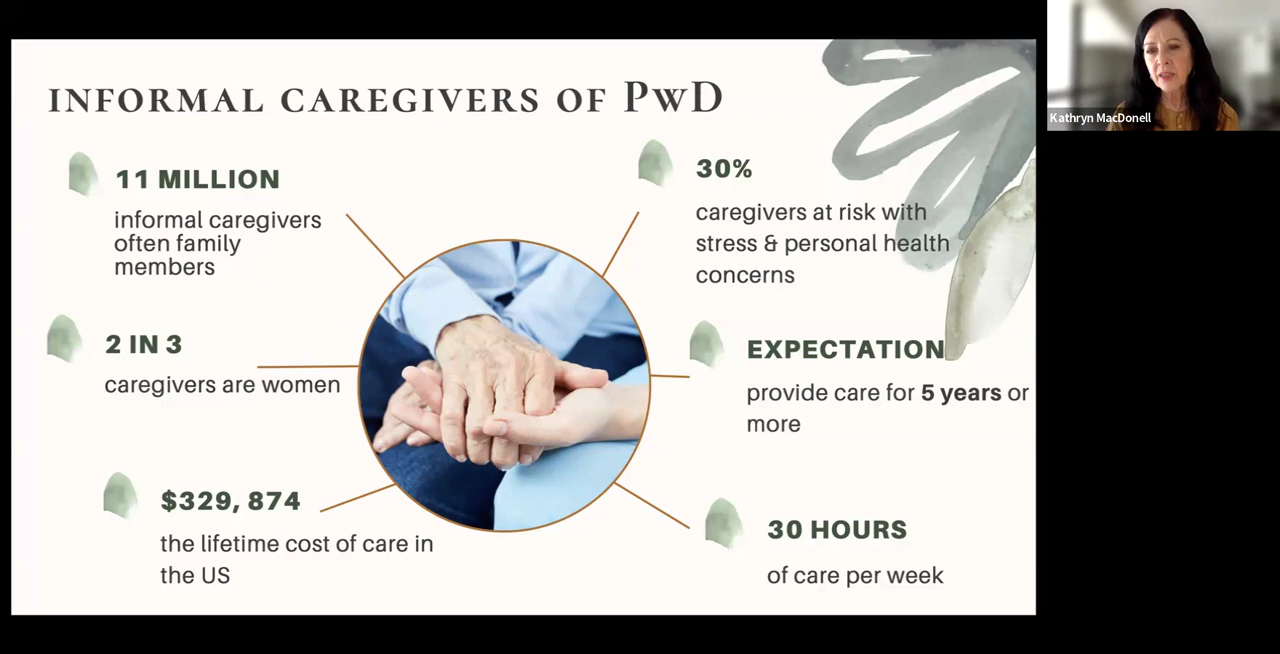 INFORMAL CAREGIVERS OF PWD
11 MILLION
informal caregivers
often family
members
2 IN 3
caregivers are women
$329, 874
the lifetime cost of care in
the US
30%
caregivers at risk with
stress & personal health
concerns
EXPECTATION
provide care for 5 years or
more
30 HOURS
of care per week
Kathryn MacDonell